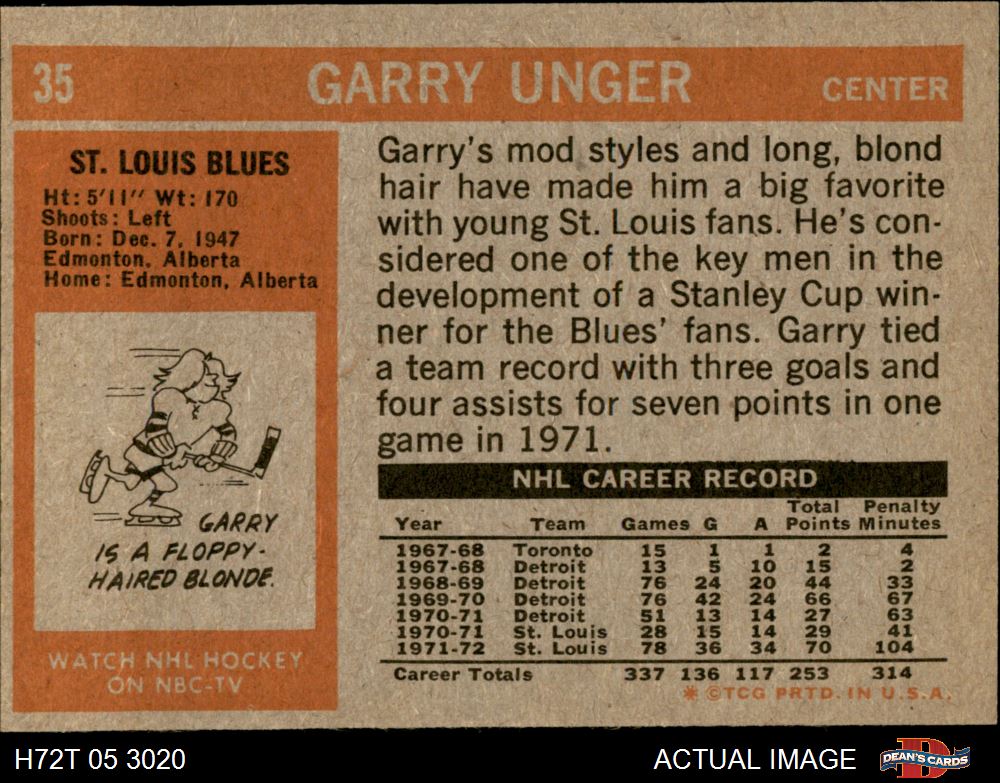 35 GARRY UNGER CENTER
ST. LOUIS BLUES
Ht: 5'11" Wt: 170
Shoots: Left
Born: Dec. 7, 1947
Edmonton, Alberta
Home: Edmonton, Alberta
GARRY
IS A FLOPPY-
HAIRED BLONDE.
WATCH NHL HOCKEY
ON NBC-TV
Garry's mod styles and long, blond
hair have made him a big favorite
with young St. Louis fans. He's con-
sidered one of the key men in the
development of a Stanley Cup win-
ner for the Blues' fans. Garry tied
a team record with three goals and
four assists for seven points in one
game in 1971.
NHL CAREER RECORD
Total Penalty
Year Team Games G A Points Minutes
1967-68 Toronto 15 1 1 2 4
1967-68 Detroit 13 5 10 15 2
1968-69 Detroit 76 24 20 44 33
1969-70 Detroit 76 42 24 66 67
1970-71 Detroit 51 13 14 27 63
1970-71 St. Louis 28 15 14 29 41
1971-72 St. Louis 78 36 34 70 104
Career Totals 337 136 117 253 314
* ©TCG PRTD. IN U.S.A.
H72T 05 3020 ACTUAL IMAGE D DEAN'S CARDS